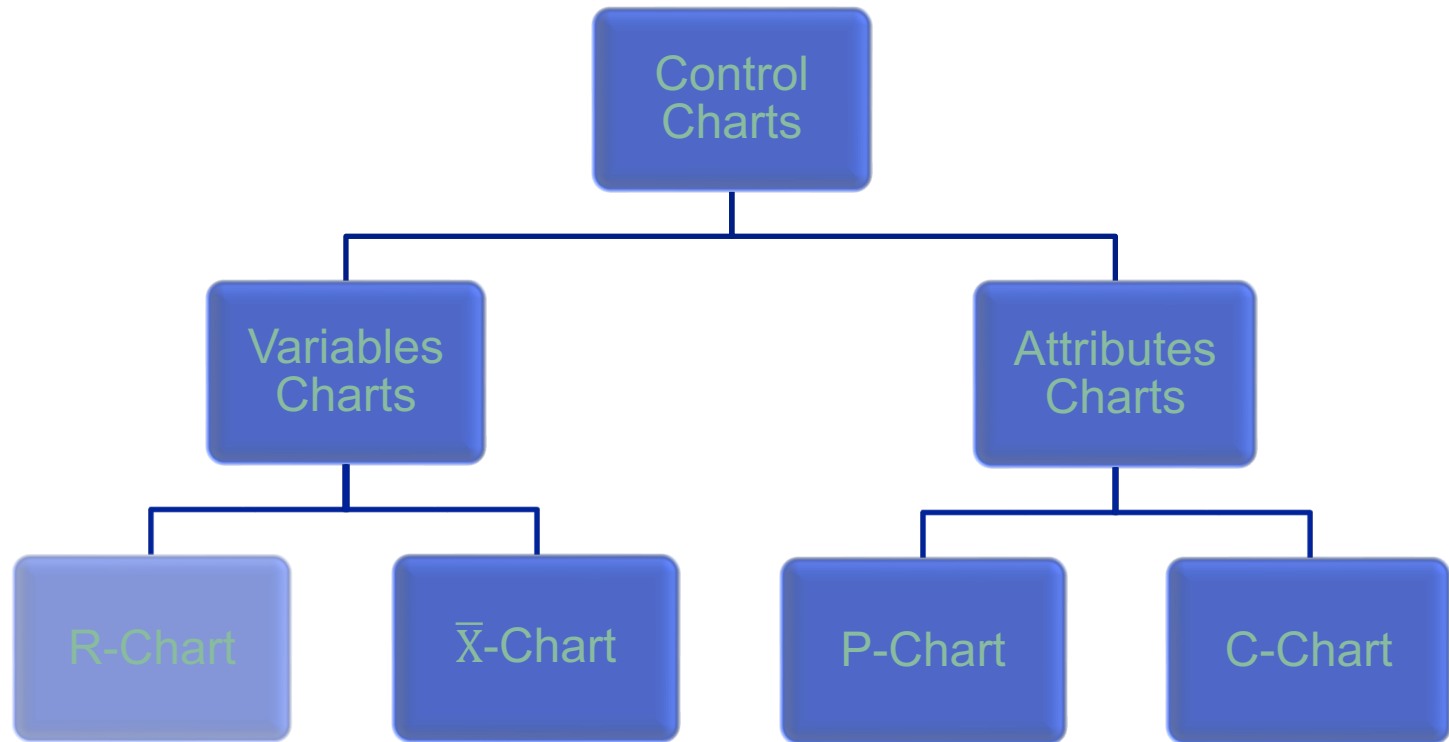 Control
Charts
Variables
Charts
Attributes
Charts
R-Chart
X̅-Chart
P-Chart
C-Chart